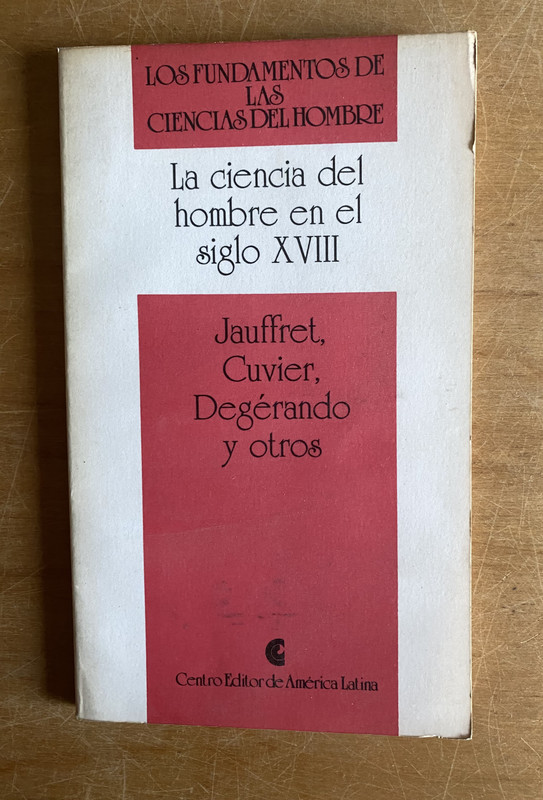 LOS FUNDAMENTOS DE
LAS
CIENCIAS DEL HOMBRE
La ciencia del
hombre en el
siglo XVIII
Jauffret,
Cuvier,
Degérando
y otros
Centro Editor de América Latina